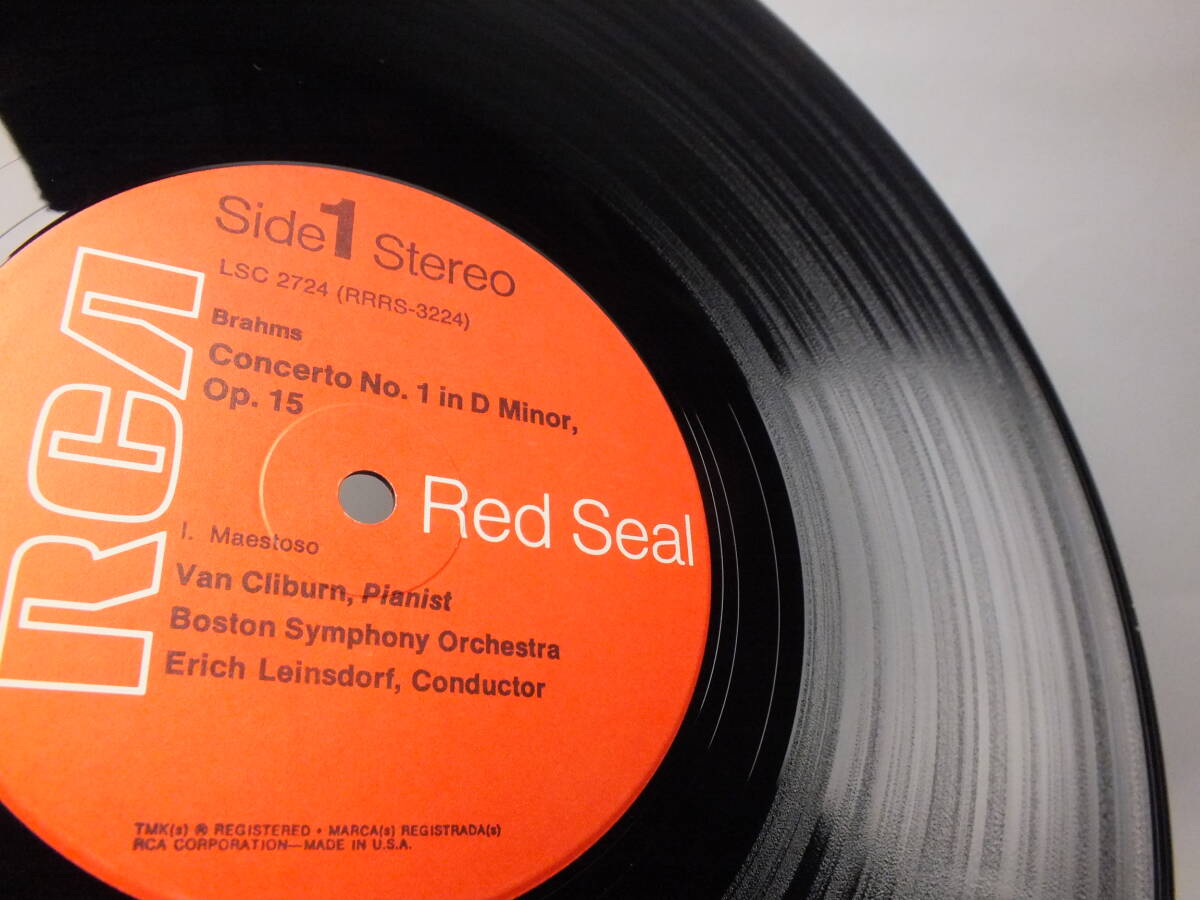 RCA
Side 1 Stereo
LSC 2724 (RRRS-3224)
Brahms
Concerto No. 1 in D Minor,
Op. 15
Red Seal
I. Maestoso
Van Cliburn, Pianist
Boston Symphony Orchestra
Erich Leinsdorf, Conductor
TMK(s) ® REGISTERED • MARCA(s) REGISTRADA(s)
RCA CORPORATION—MADE IN U.S.A.